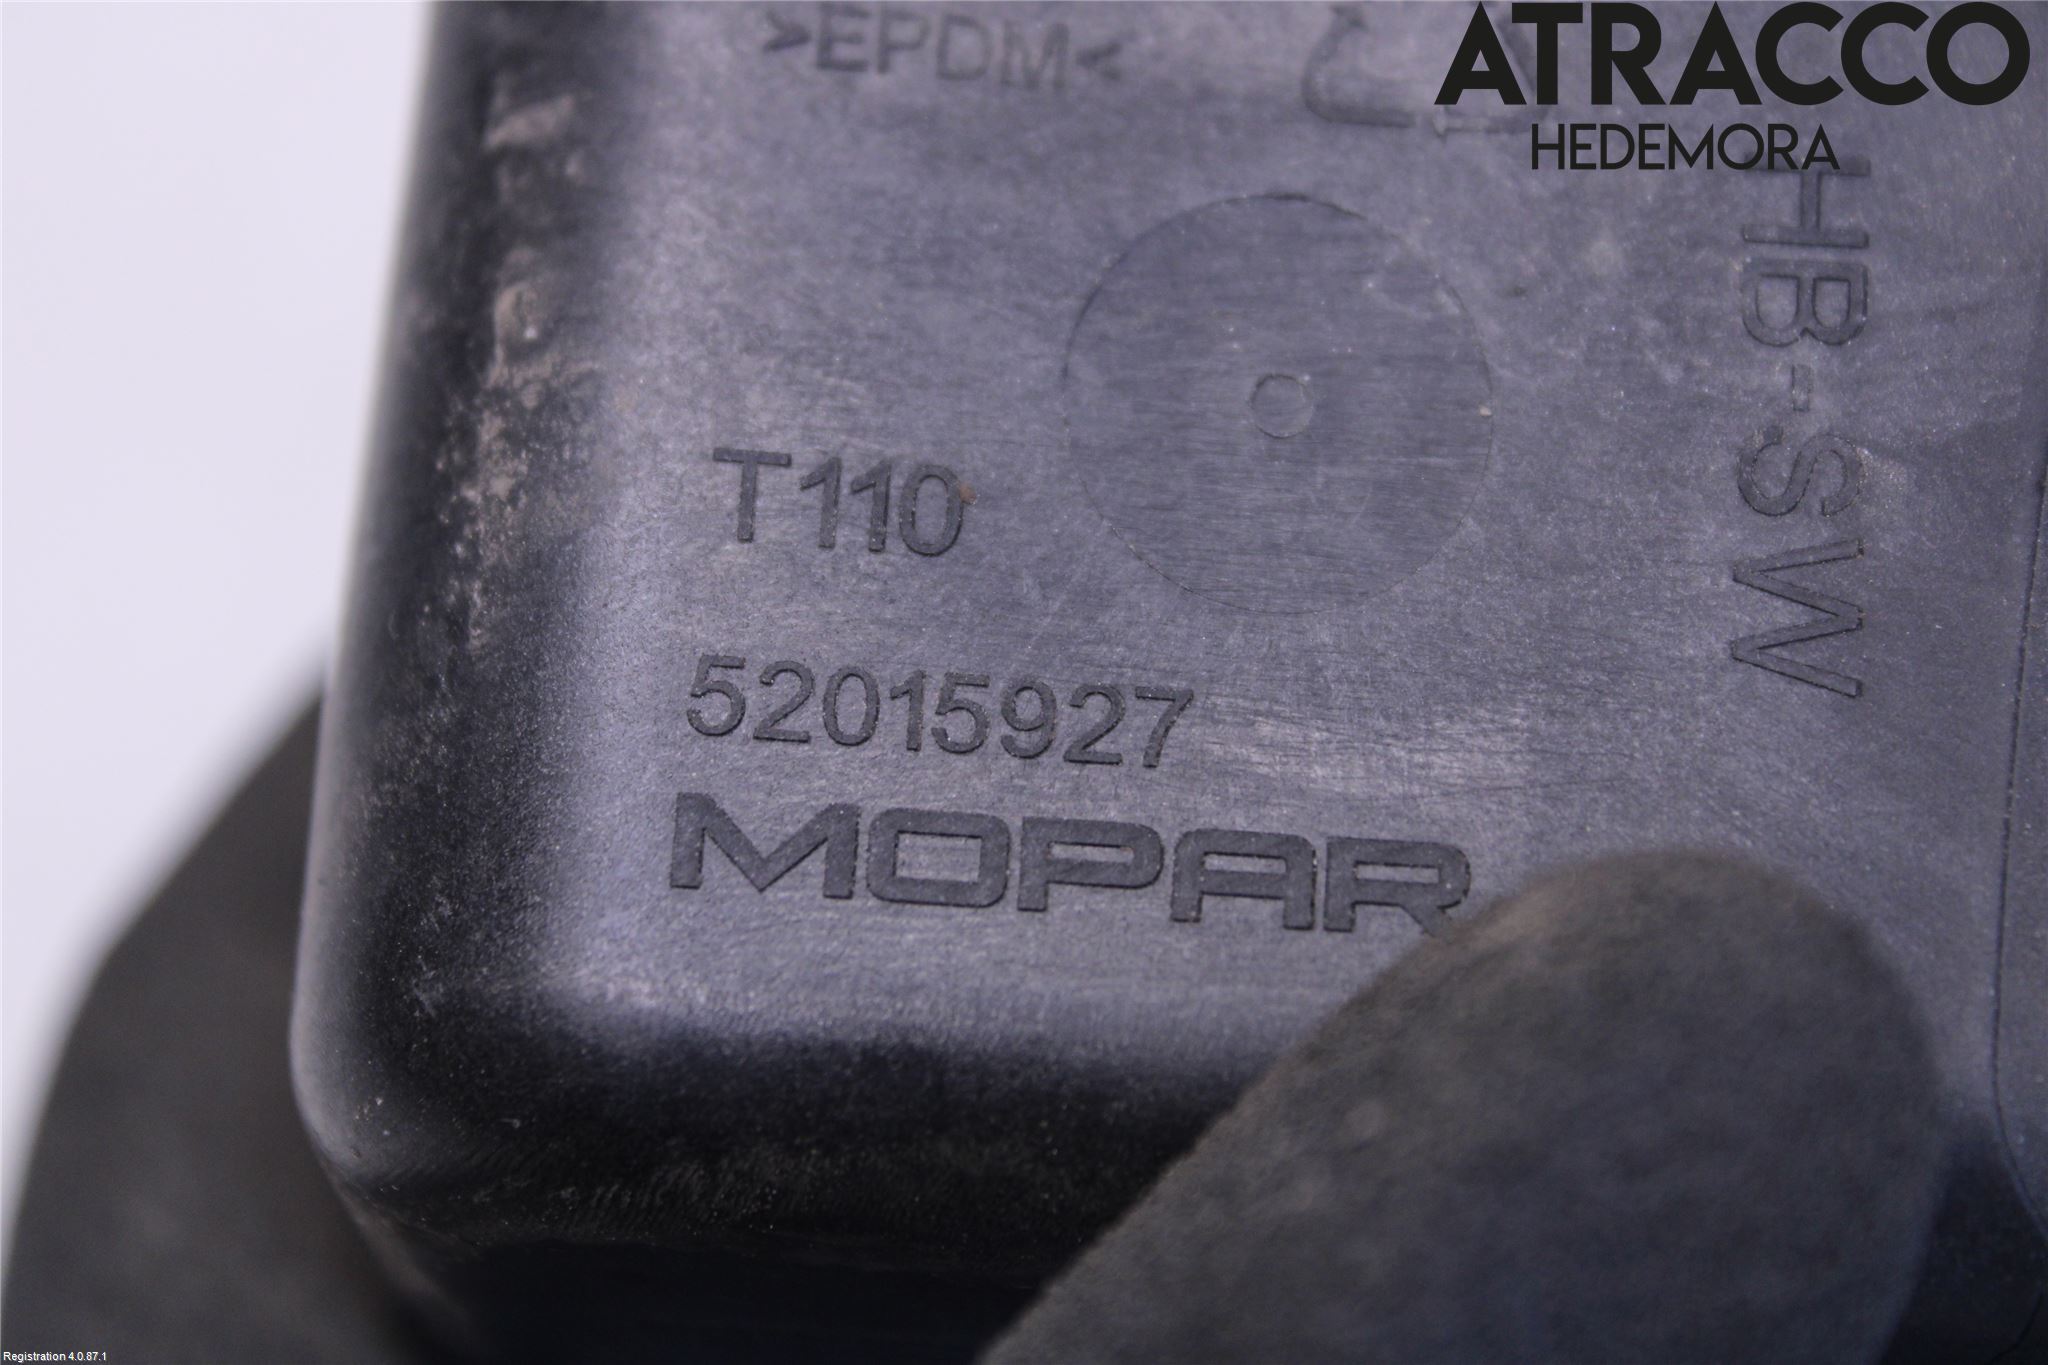 >EPDM<
ATRACCO
HEDEMORA
HB-SW
T110
52015927
MOPAR
Registration 4.0.87.1